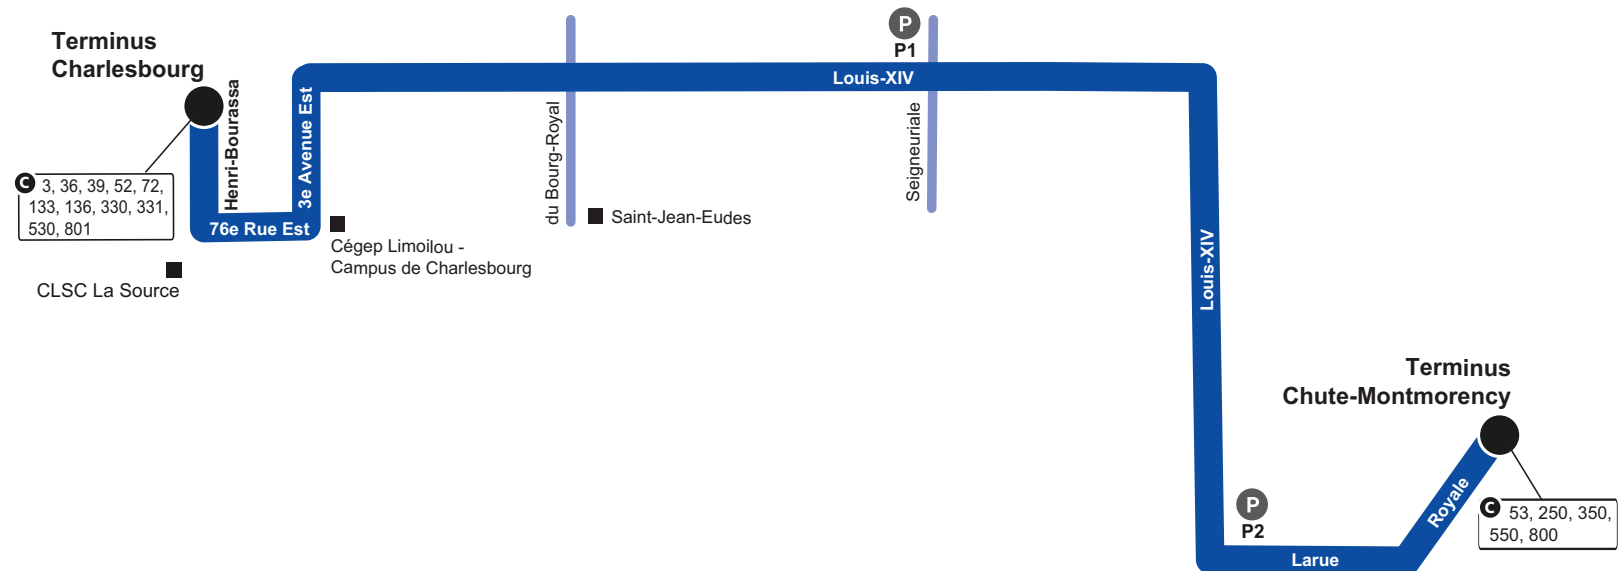 Terminus
Charlesbourg
Henri-Bourassa
C 3, 36, 39, 52, 72,
133, 136, 330, 331,
530, 801
76e Rue Est
3e Avenue Est
CLSC La Source
Cégep Limoilou -
Campus de Charlesbourg
du Bourg-Royal
Saint-Jean-Eudes
P
P1
Louis-XIV
Seigneuriale
Louis-XIV
P
P2
Larue
Royale
Terminus
Chute-Montmorency
C 53, 250, 350,
550, 800